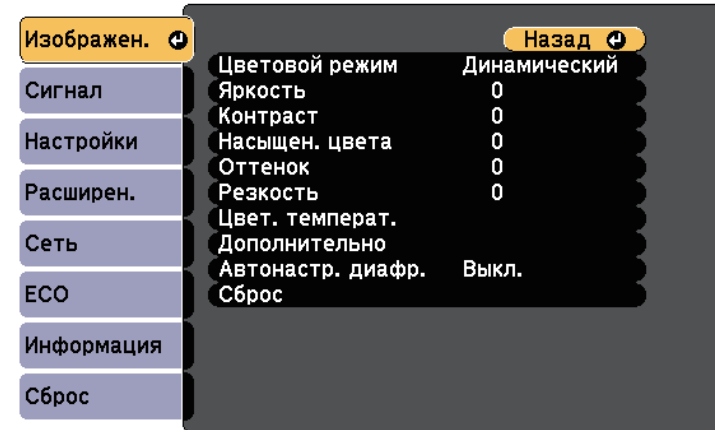 Изображен.
Сигнал
Настройки
Расширен.
Сеть
ECO
Информация
Сброс
Назад
Цветовой режим Динамический
Яркость 0
Контраст 0
Насыщен. цвета 0
Оттенок 0
Резкость 0
Цвет. температ.
Дополнительно
Автонастр. диафр. Выкл.
Сброс